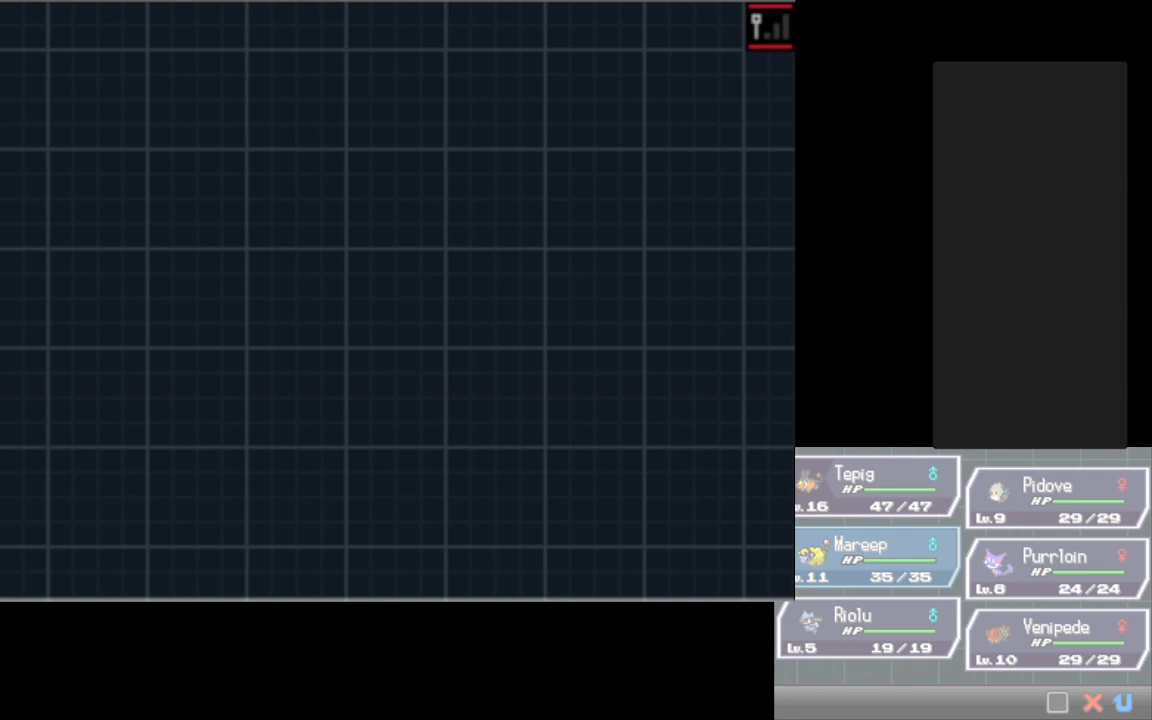 Tepig ♂
HP
Lv.16 47/47
Pidove ♀
HP
Lv.9 29/29
Mareep ♂
HP
Lv.11 35/35
Purrloin ♀
HP
Lv.8 24/24
Riolu ♂
HP
Lv.5 19/19
Venipede ♀
HP
Lv.10 29/29